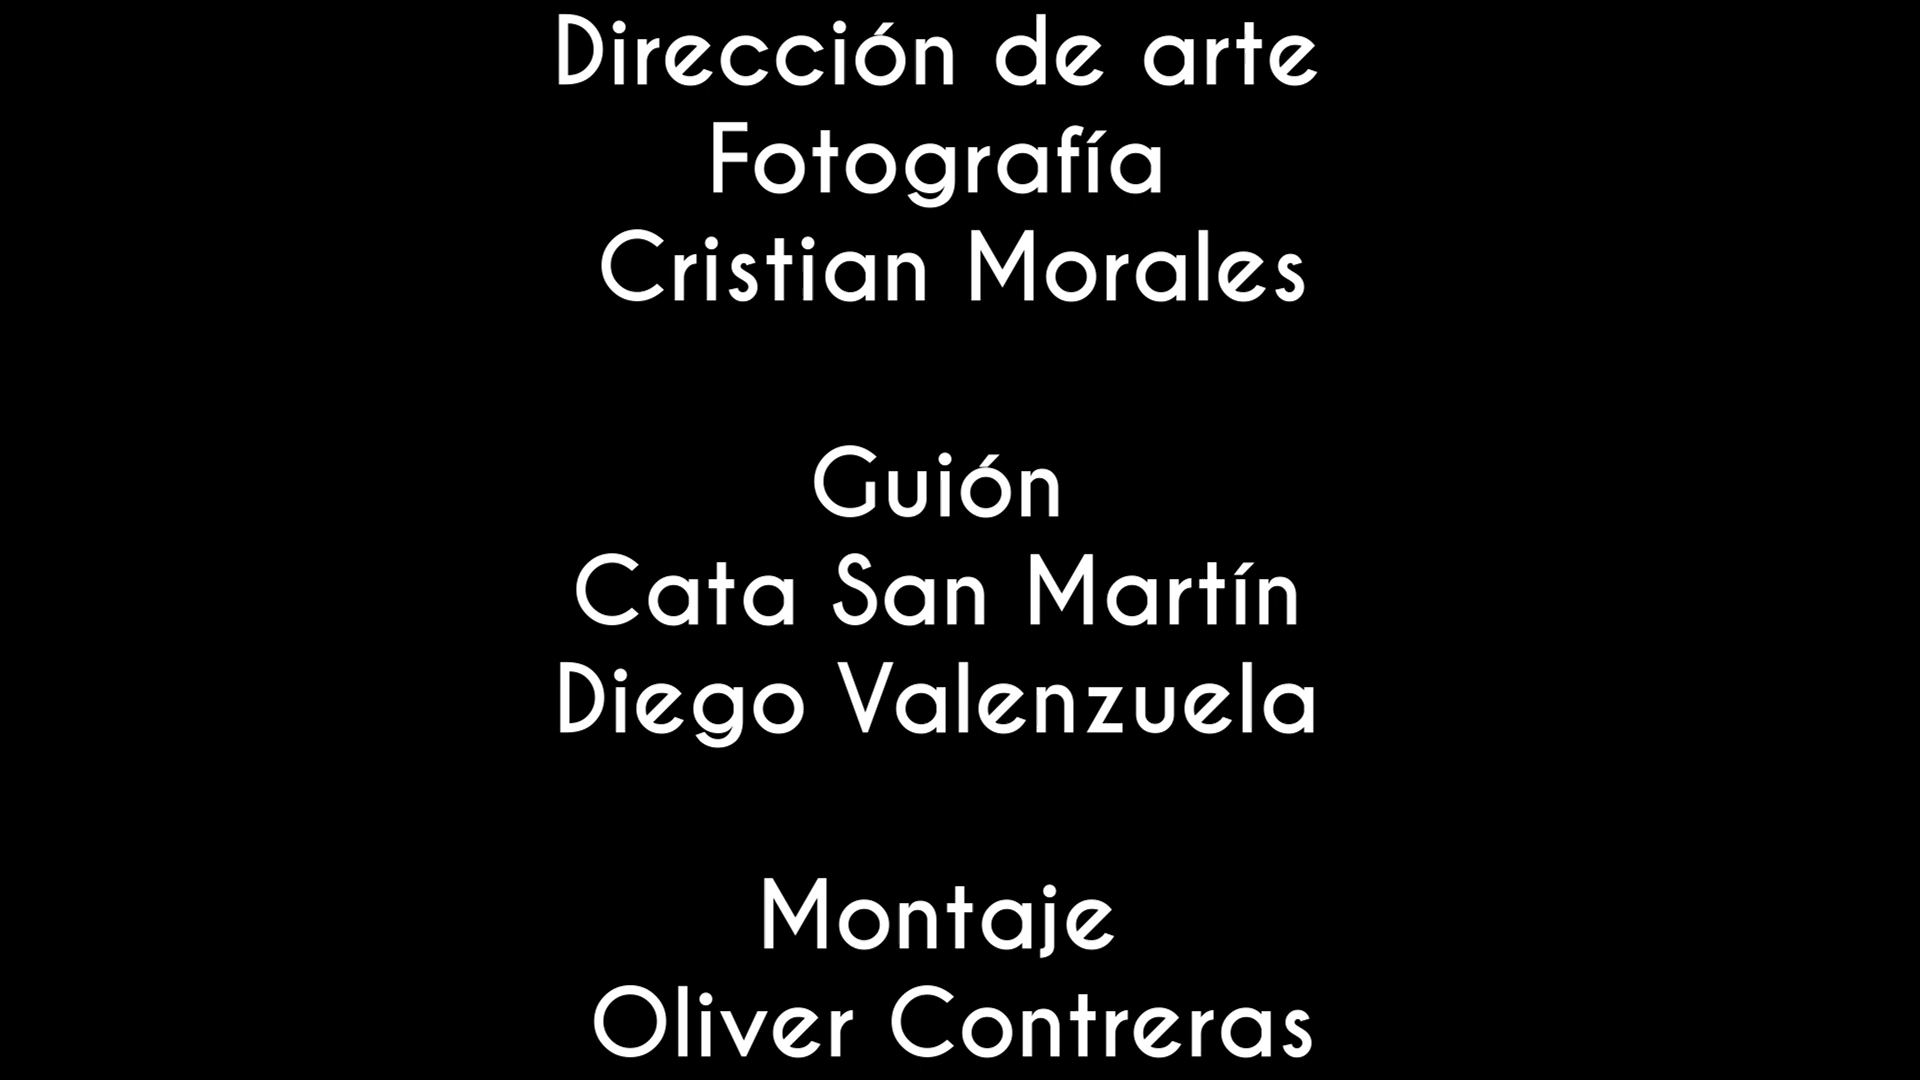 Dirección de arte
Fotografía
Cristian Morales
Guión
Cata San Martín
Diego Valenzuela
Montaje
Oliver Contreras